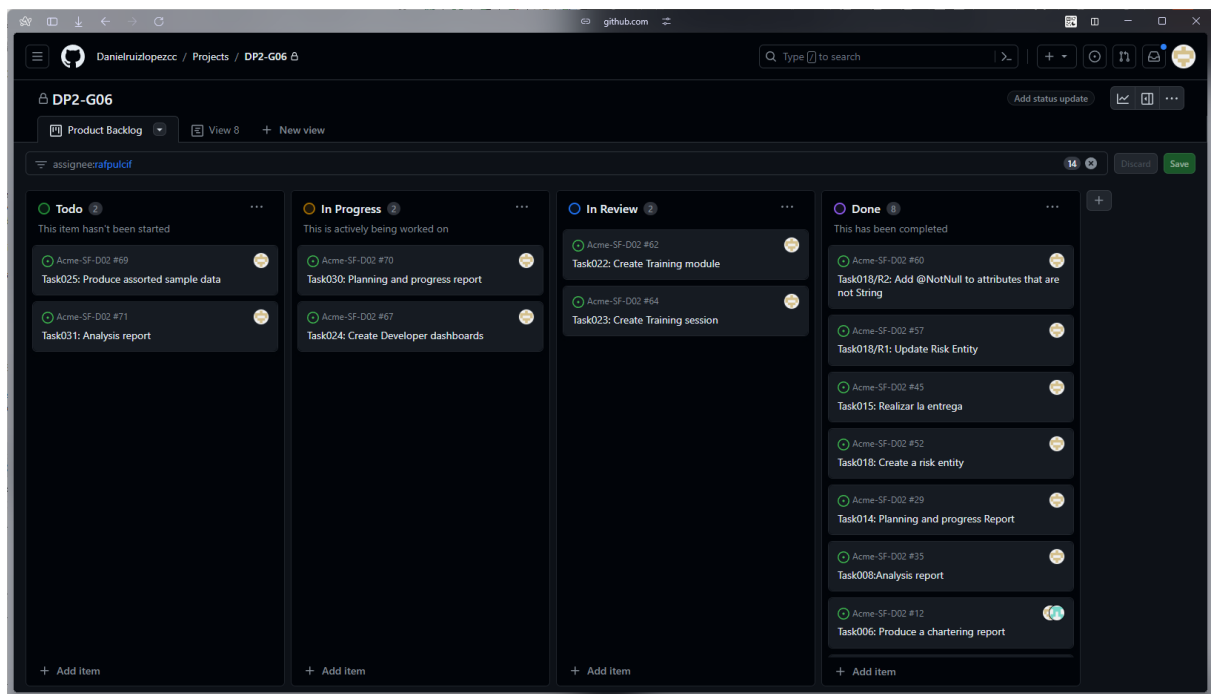 github.com
Danielruizlopezcc / Projects / DP2-G06
Type / to search
DP2-G06
Add status update
Product Backlog
View 8
+ New view
assignee:rafpulcif
14
Discard
Save
Todo 2
This item hasn't been started
Acme-SF-D02 #69
Task025: Produce assorted sample data
Acme-SF-D02 #71
Task031: Analysis report
+ Add item
In Progress 2
This is actively being worked on
Acme-SF-D02 #70
Task030: Planning and progress report
Acme-SF-D02 #67
Task024: Create Developer dashboards
+ Add item
In Review 2
Acme-SF-D02 #62
Task022: Create Training module
Acme-SF-D02 #64
Task023: Create Training session
+ Add item
Done 8
This has been completed
Acme-SF-D02 #60
Task018/R2: Add @NotNull to attributes that are
not String
Acme-SF-D02 #57
Task018/R1: Update Risk Entity
Acme-SF-D02 #45
Task015: Realizar la entrega
Acme-SF-D02 #52
Task018: Create a risk entity
Acme-SF-D02 #29
Task014: Planning and progress Report
Acme-SF-D02 #35
Task008:Analysis report
Acme-SF-D02 #12
Task006: Produce a chartering report
+ Add item